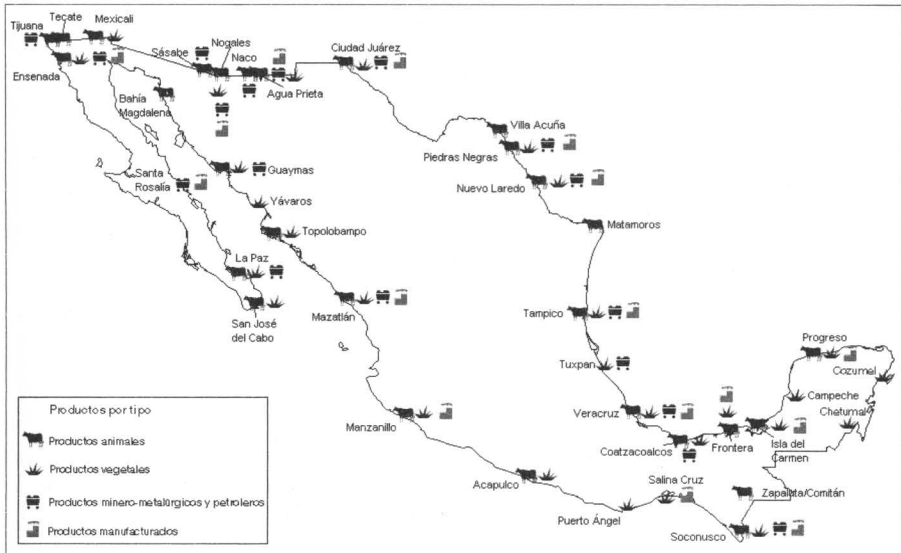 Tijuana
Tecate
Mexicali
Ensenada
Sásabe
Nogales
Naco
Agua Prieta
Ciudad Juárez
Bahía
Magdalena
Villa Acuña
Piedras Negras
Nuevo Laredo
Guaymas
Santa
Rosalía
Yávaros
Topolobampo
Matamoros
La Paz
San José
del Cabo
Mazatlán
Tampico
Tuxpan
Progreso
Cozumel
Campeche
Chetumal
Veracruz
Coatzacoalcos
Frontera
Isla del
Carmen
Manzanillo
Acapulco
Puerto Ángel
Salina Cruz
Zapaluta/Comitán
Soconusco
Productos por tipo
Productos animales
Productos vegetales
Productos minero-metalúrgicos y petroleros
Productos manufacturados